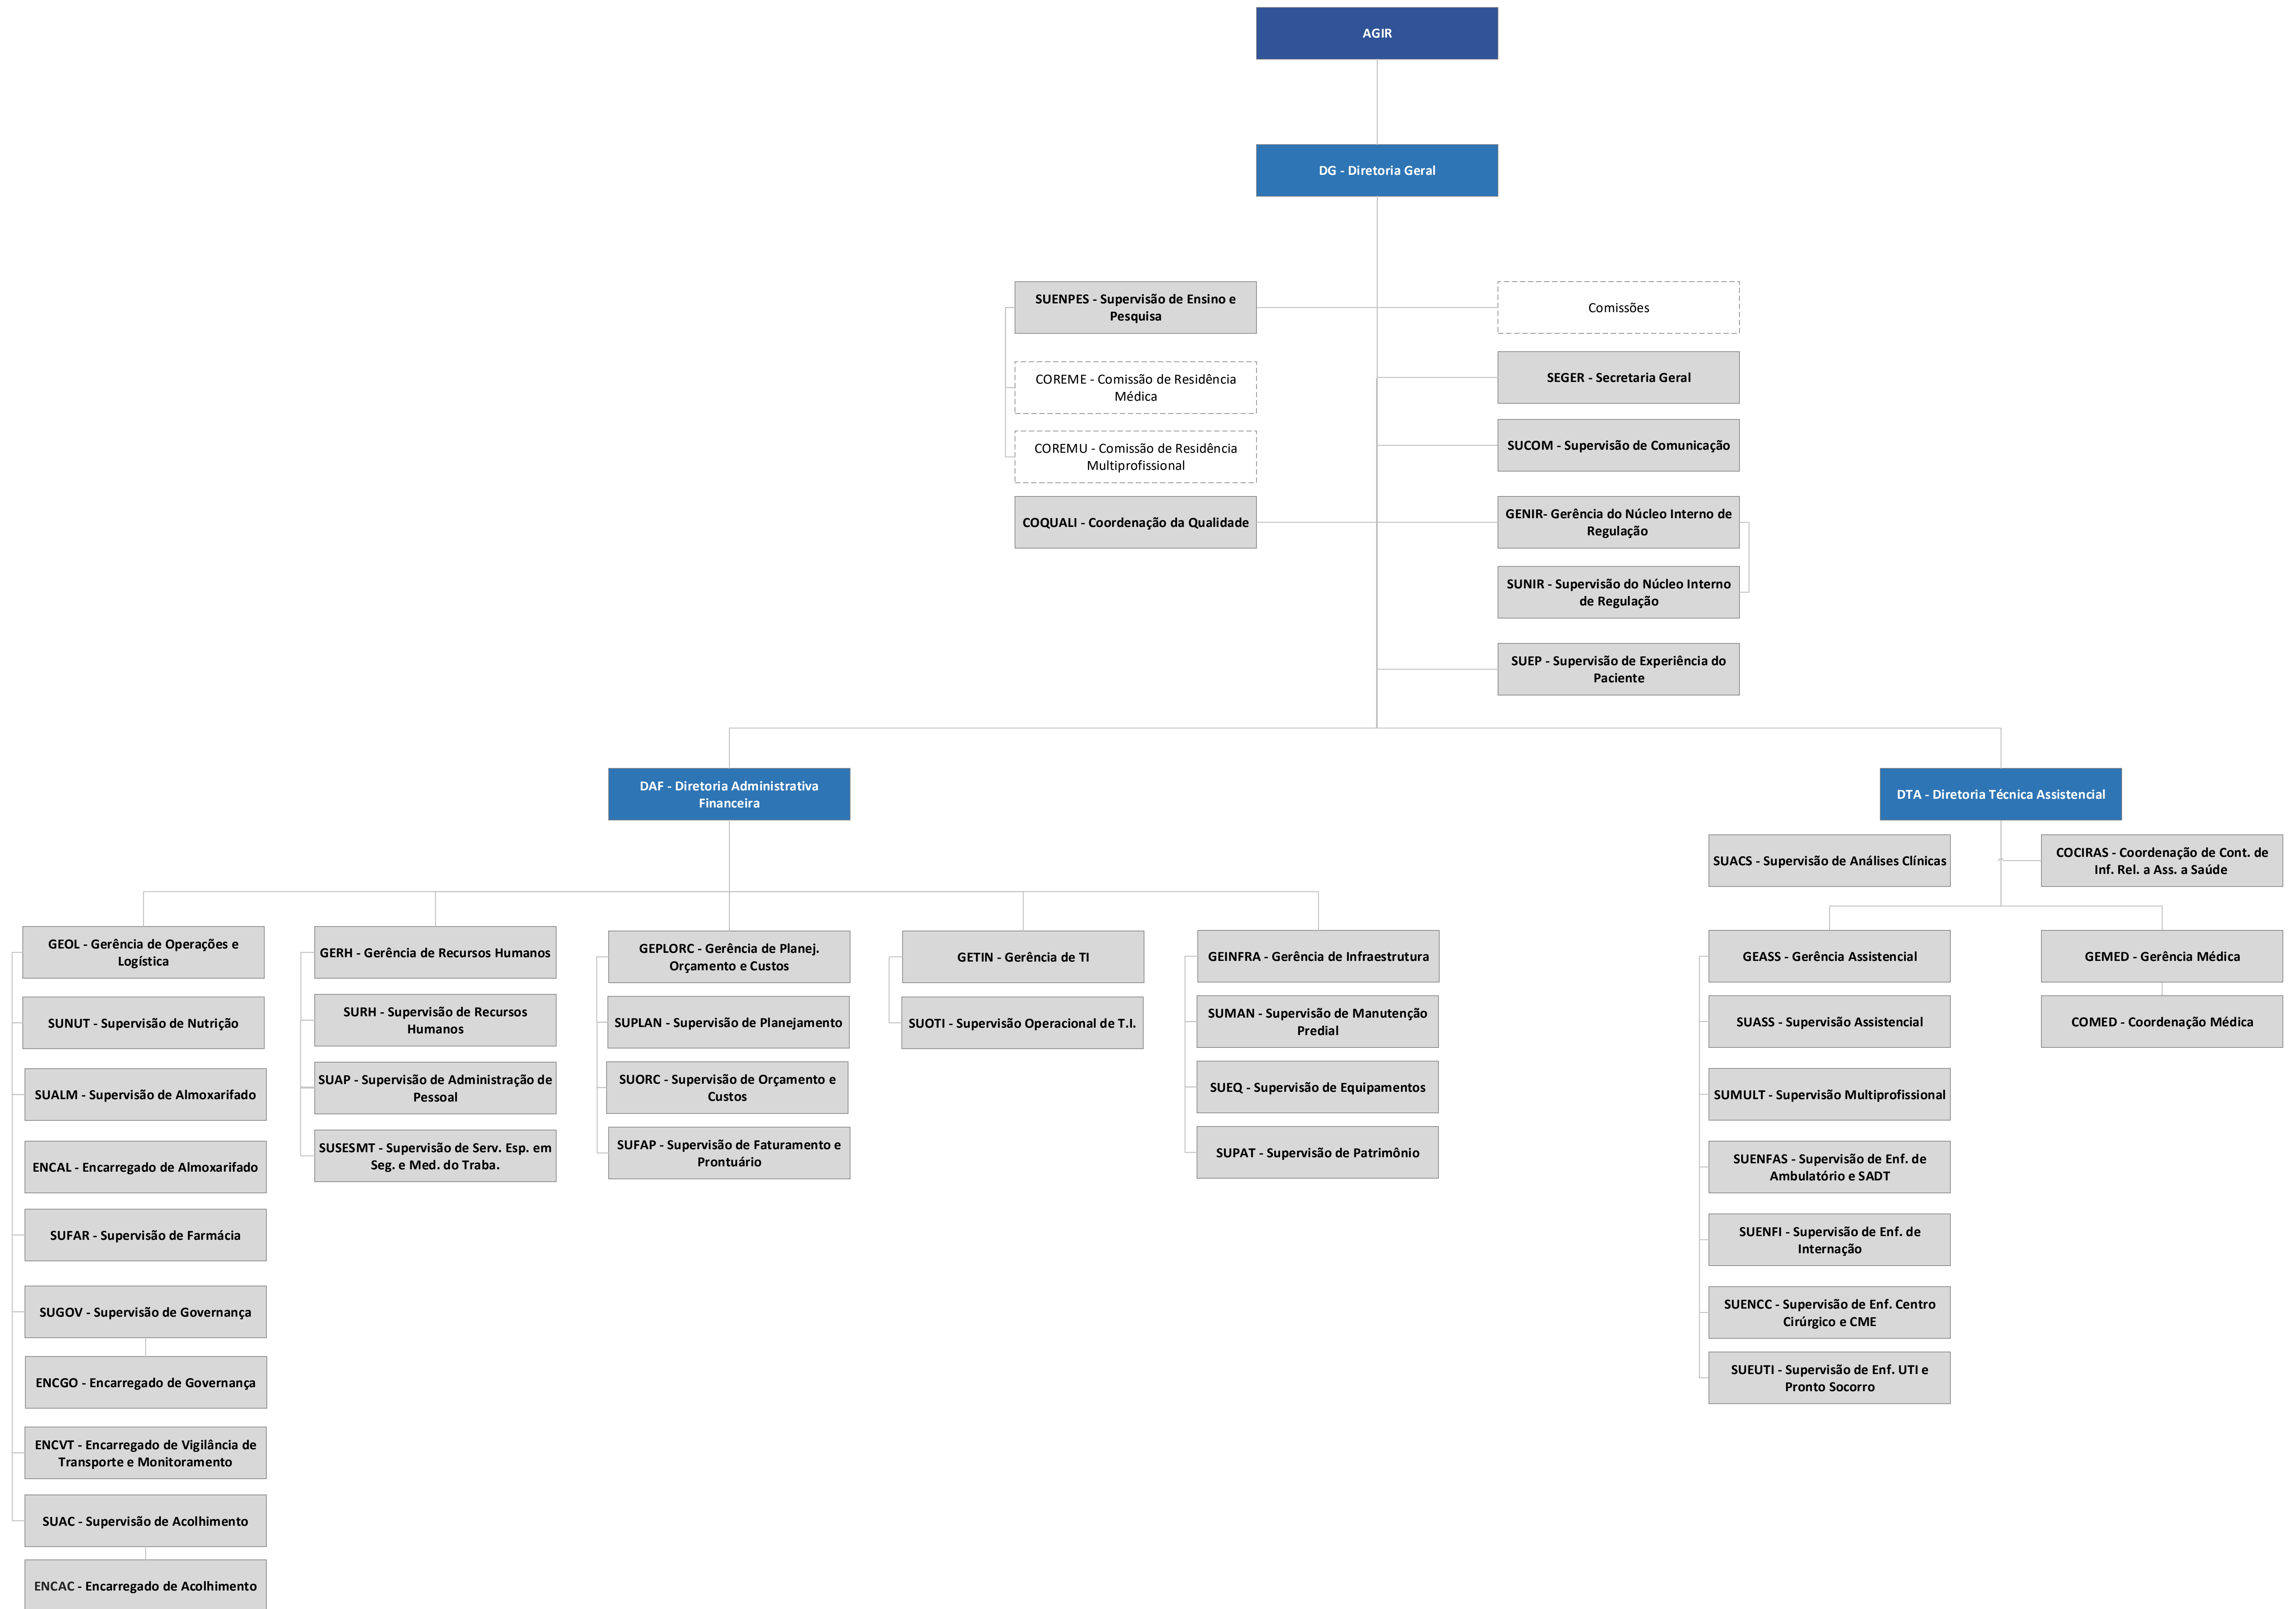 AGIR
DG - Diretoria Geral
SUENPES - Supervisão de Ensino e
Pesquisa
Comissões
COREME - Comissão de Residência
Médica
SEGER - Secretaria Geral
COREMU - Comissão de Residência
Multiprofissional
SUCOM - Supervisão de Comunicação
COQUALI - Coordenação da Qualidade
GENIR- Gerência do Núcleo Interno de
Regulação
SUNIR - Supervisão do Núcleo Interno
de Regulação
SUEP - Supervisão de Experiência do
Paciente
DAF - Diretoria Administrativa
Financeira
DTA - Diretoria Técnica Assistencial
SUACS - Supervisão de Análises Clínicas
COCIRAS - Coordenação de Cont. de
Inf. Rel. a Ass. a Saúde
GEOL - Gerência de Operações e
Logística
SUNUT - Supervisão de Nutrição
SUALM - Supervisão de Almoxarifado
ENCAL - Encarregado de Almoxarifado
SUFAR - Supervisão de Farmácia
SUGOV - Supervisão de Governança
ENCGO - Encarregado de Governança
ENCVT - Encarregado de Vigilância de
Transporte e Monitoramento
SUAC - Supervisão de Acolhimento
ENCAC - Encarregado de Acolhimento
GERH - Gerência de Recursos Humanos
SURH - Supervisão de Recursos
Humanos
SUAP - Supervisão de Administração de
Pessoal
SUSESMT - Supervisão de Serv. Esp. em
Seg. e Med. do Traba.
GEPLORC - Gerência de Planej.
Orçamento e Custos
SUPLAN - Supervisão de Planejamento
SUORC - Supervisão de Orçamento e
Custos
SUFAP - Supervisão de Faturamento e
Prontuário
GETIN - Gerência de TI
SUOTI - Supervisão Operacional de T.I.
GEINFRA - Gerência de Infraestrutura
SUMAN - Supervisão de Manutenção
Predial
SUEQ - Supervisão de Equipamentos
SUPAT - Supervisão de Patrimônio
GEASS - Gerência Assistencial
SUASS - Supervisão Assistencial
SUMULT - Supervisão Multiprofissional
SUENFAS - Supervisão de Enf. de
Ambulatório e SADT
SUENFI - Supervisão de Enf. de
Internação
SUENCC - Supervisão de Enf. Centro
Cirúrgico e CME
SUEUTI - Supervisão de Enf. UTI e
Pronto Socorro
GEMED - Gerência Médica
COMED - Coordenação Médica